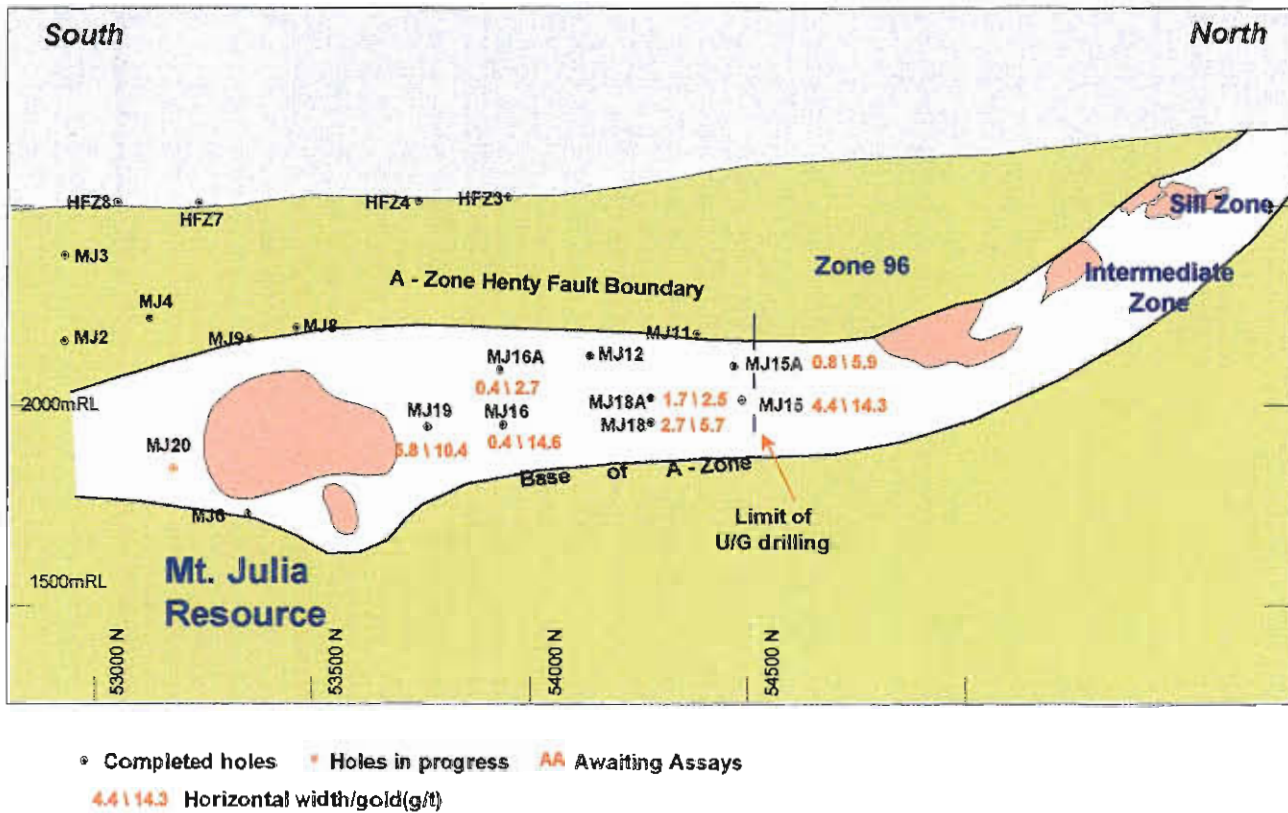 South
North
HFZ8
HFZ7
HFZ4
HFZ3
Sill Zone
MJ3
Zone 96
Intermediate
Zone
A - Zone Henty Fault Boundary
MJ4
MJ2
MJ9
MJ8
MJ11
MJ16A
MJ12
MJ15A 0.8 \ 5.9
0.4 \ 2.7
2000mRL
MJ19
MJ16
MJ18A 1.7 \ 2.5
MJ15 4.4 \ 14.3
MJ18 2.7 \ 5.7
MJ20
5.8 \ 10.4
0.4 \ 14.6
Base of A - Zone
MJ6
Limit of
U/G drilling
1500mRL
Mt. Julia
Resource
53000 N
53500 N
54000 N
54500 N
Completed holes
Holes in progress
AA Awaiting Assays
4.4 \ 14.3 Horizontal width/gold(g/t)